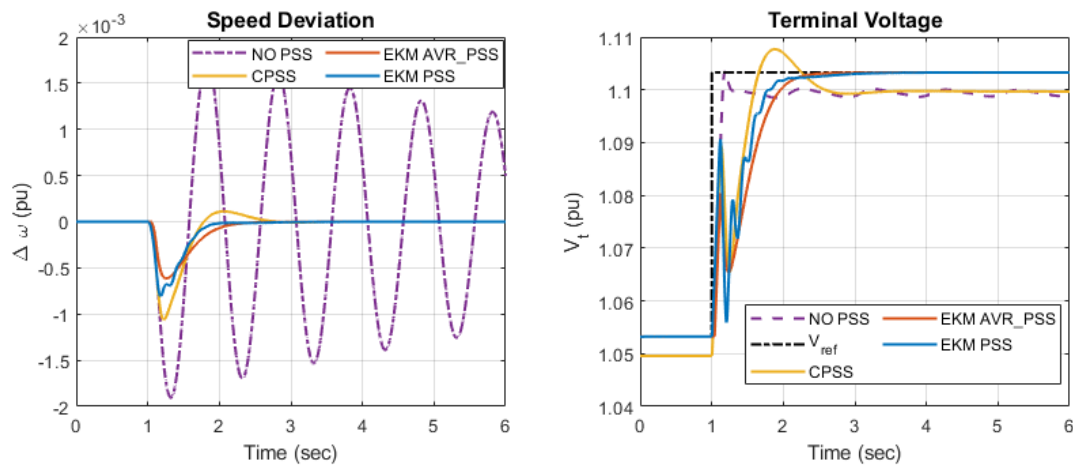 Speed Deviation
×10⁻³
2
1.5
1
0.5
0
-0.5
-1
-1.5
-2
NO PSS
EKM AVR_PSS
CPSS
EKM PSS
Δ ω (pu)
0 1 2 3 4 5 6
Time (sec)
Terminal Voltage
1.11
1.1
1.09
1.08
1.07
1.06
1.05
1.04
V_t (pu)
NO PSS
EKM AVR_PSS
V_ref
EKM PSS
CPSS
0 1 2 3 4 5 6
Time (sec)